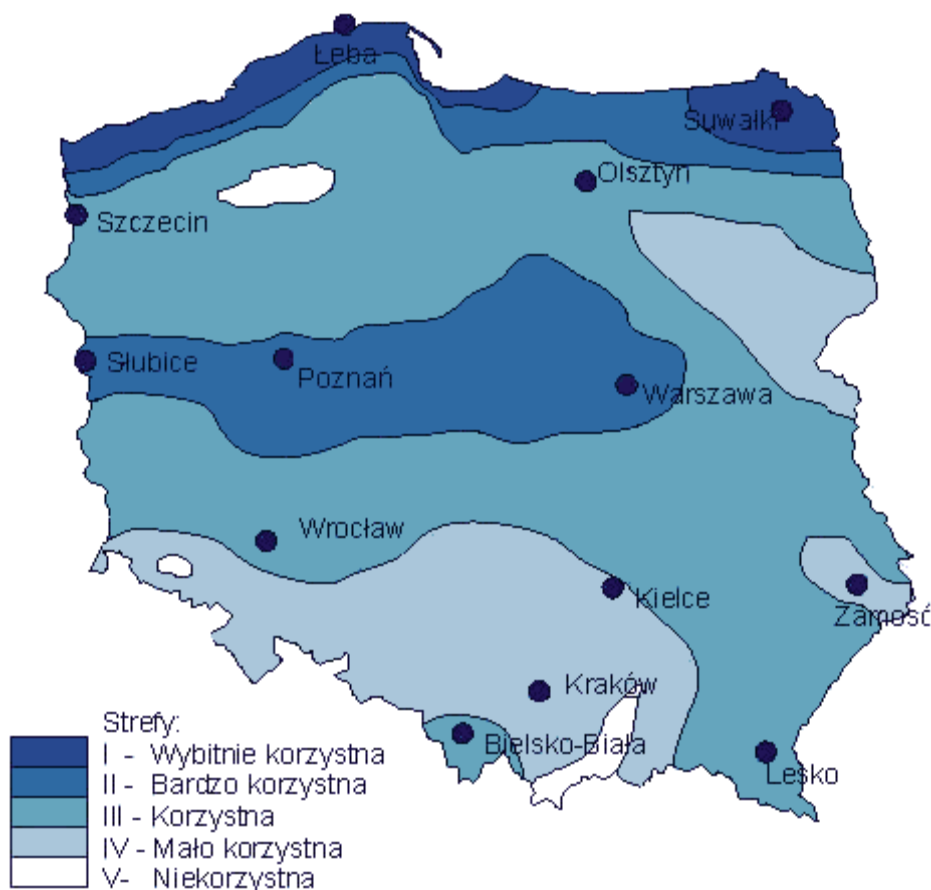 Łeba
Suwałki
Olsztyn
Szczecin
Słubice
Poznań
Warszawa
Wrocław
Kielce
Zamość
Kraków
Bielsko-Biała
Lesko
Strefy:
I - Wybitnie korzystna
II - Bardzo korzystna
III - Korzystna
IV - Mało korzystna
V- Niekorzystna